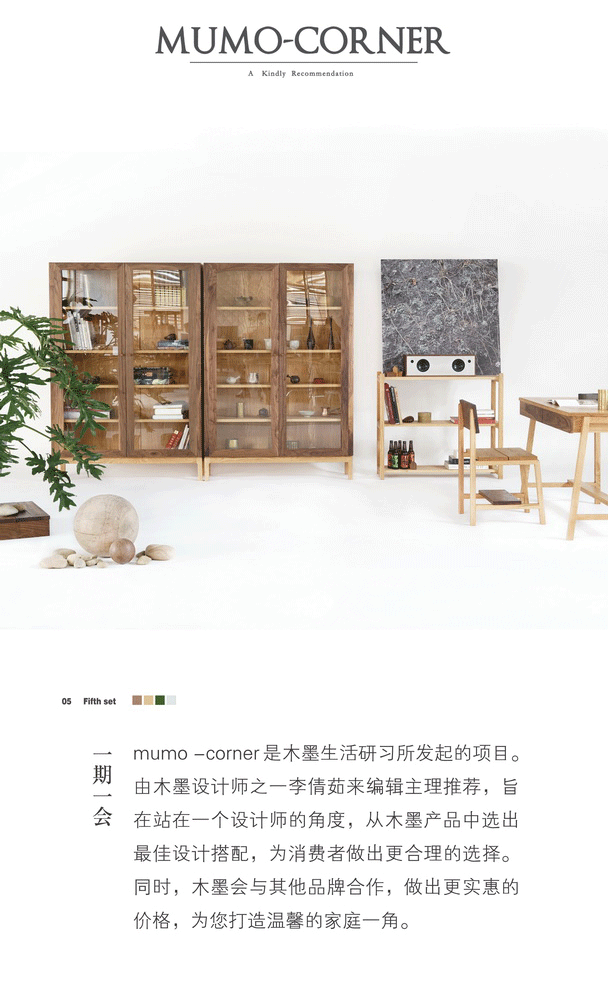 MUMO-CORNER
A Kindly Recommendation
05 Fifth set
一期一会
mumo -corner是木墨生活研习所发起的项目。
由木墨设计师之一李倩茹来编辑主理推荐，旨
在站在一个设计师的角度，从木墨产品中选出
最佳设计搭配，为消费者做出更合理的选择。
同时，木墨会与其他品牌合作，做出更实惠的
价格，为您打造温馨的家庭一角。